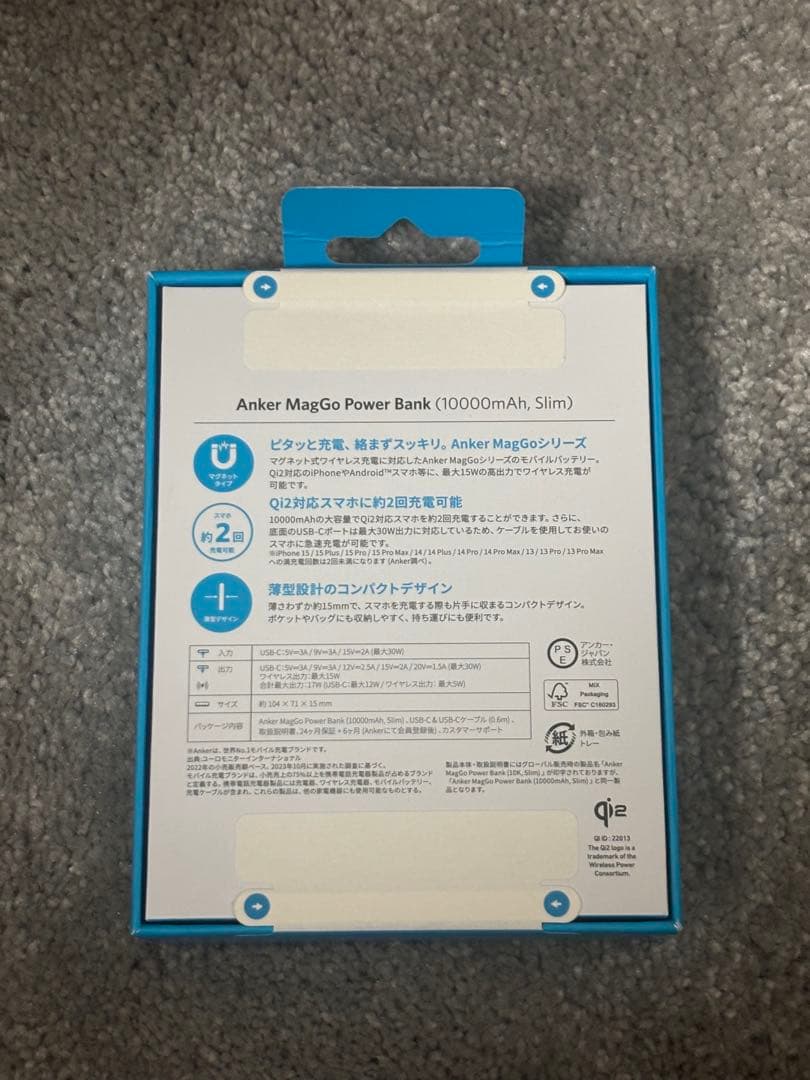 Anker MagGo Power Bank (10000mAh, Slim)
マグネット
タイプ
ピタッと充電、絡まずスッキリ。Anker MagGoシリーズ
マグネット式ワイヤレス充電に対応したAnker MagGoシリーズのモバイルバッテリー。
Qi2対応のiPhoneやAndroid™スマホ等に、最大15Wの高出力でワイヤレス充電が
可能です。
スマホ
約2回
充電可能
Qi2対応スマホに約2回充電可能
10000mAhの大容量でQi2対応スマホを約2回充電することができます。さらに、
底面のUSB-Cポートは最大30W出力に対応しているため、ケーブルを使用してお使いの
スマホに急速充電が可能です。
※iPhone 15 / 15 Plus / 15 Pro / 15 Pro Max / 14 / 14 Plus / 14 Pro / 14 Pro Max / 13 / 13 Pro / 13 Pro Max
への満充電回数は2回未満になります (Anker調べ)。
薄型デザイン
薄型設計のコンパクトデザイン
薄さわずか約15mmで、スマホを充電する際も片手に収まるコンパクトデザイン。
ポケットやバッグにも収納しやすく、持ち運びにも便利です。
入力 USB-C：5V⎓3A / 9V⎓3A / 15V⎓2A (最大30W)
出力 USB-C：5V⎓3A / 9V⎓3A / 12V⎓2.5A / 15V⎓2A / 20V⎓1.5A (最大30W)
ワイヤレス出力：最大15W
合計最大出力：17W (USB-C：最大12W / ワイヤレス出力：最大5W)
サイズ 約 104 × 71 × 15 mm
パッケージ内容 Anker MagGo Power Bank (10000mAh, Slim)、USB-C & USB-Cケーブル (0.6m)、
取扱説明書、24ヶ月保証 + 6ヶ月 (Ankerにて会員登録後)、カスタマーサポート
PSE
アンカー・
ジャパン
株式会社
FSC
MIX
Packaging
FSC® C160293
紙
外箱・包み紙
トレー
※Ankerは、世界No.1モバイル充電ブランドです。
出典:ユーロモニターインターナショナル
2022年の小売販売額ベース。2023年10月に実施された調査に基づく。
モバイル充電ブランドは、小売売上の75%以上を携帯電話充電器製品が占めるブランド
と定義する。携帯電話充電器製品には充電器、ワイヤレス充電器、モバイルバッテリー、
充電ケーブルが含まれ、これらの製品は、他の家電機器にも使用可能なものとする。
製品本体・取扱説明書にはグローバル販売時の製品名「Anker
MagGo Power Bank (10K, Slim)」が印字されておりますが、
「Anker MagGo Power Bank (10000mAh, Slim)」と同一製
品となります。
qi2
QI ID : 22013
The Qi2 logo is a
trademark of the
Wireless Power
Consortium.